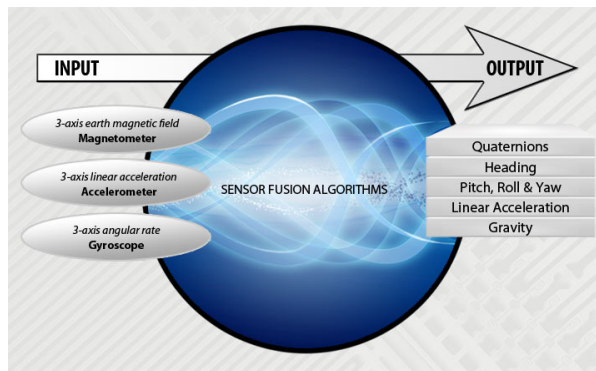 INPUT
OUTPUT
3-axis earth magnetic field
Magnetometer
3-axis linear acceleration
Accelerometer
3-axis angular rate
Gyroscope
SENSOR FUSION ALGORITHMS
Quaternions
Heading
Pitch, Roll & Yaw
Linear Acceleration
Gravity